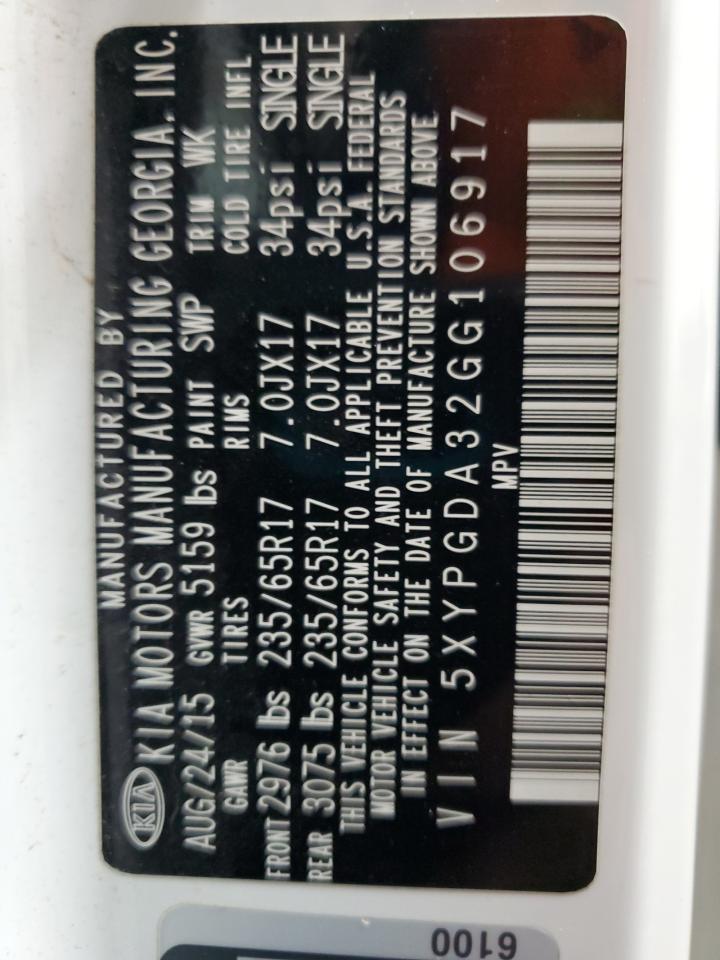 MANUFACTURED BY
KIA KIA MOTORS MANUFACTURING GEORGIA, INC.
AUG/24/15 GVWR 5159 lbs PAINT SWP TRIM WK
GAWR TIRES RIMS COLD TIRE INFL
FRONT 2976 lbs 235/65R17 7.0JX17 34psi SINGLE
REAR 3075 lbs 235/65R17 7.0JX17 34psi SINGLE
THIS VEHICLE CONFORMS TO ALL APPLICABLE U.S.A. FEDERAL
MOTOR VEHICLE SAFETY AND THEFT PREVENTION STANDARDS
IN EFFECT ON THE DATE OF MANUFACTURE SHOWN ABOVE
VIN 5XYPGDA32GG106917
MPV
6100